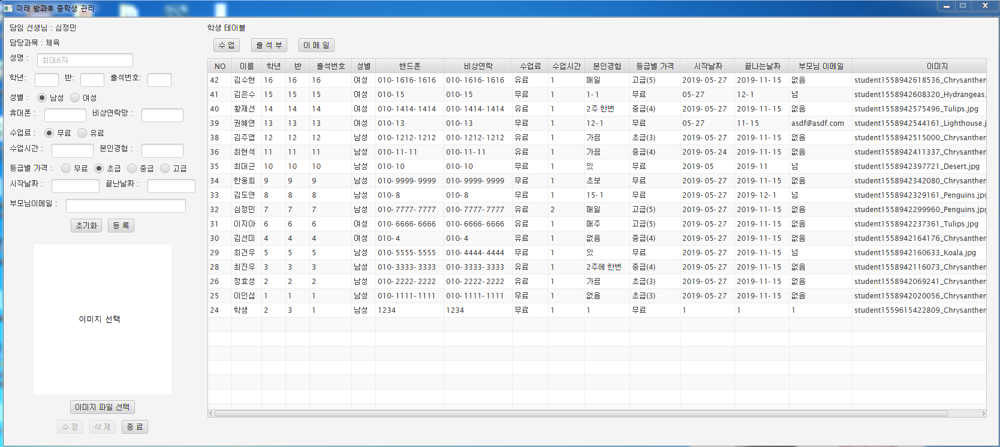 미래 방과후 중학생 관리
담임 선생님 : 심정민
담당과목 : 체육
성명 : 최대6자
학년: 반: 출석번호:
성별 : 남성 여성
휴대폰 : 비상연락망 :
수업료 : 무료 유료
수업시간 : 본인경험 :
등급별 가격 : 무료 초급 중급 고급
시작날짜 : 끝난날짜 :
부모님이메일 :
초기화 등 록
이미지 선택
이미지 파일 선택
수 정 삭 제 종 료
학생 테이블
수 업 출 석 부 이 메 일
NO 이름 학년 반 출석번호 성별 핸드폰 비상연락 수업료 수업시간 본인경험 등급별 가격 시작날짜 끝나는날짜 부모님 이메일 이미지
42 김수현 16 16 16 여성 010-1616-1616 010-1616-1616 유료 1 매일 고급(5) 2019-05-27 2019-11-15 없음 student1558942618536_Chrysanthen
41 김은수 15 15 15 여성 010-15 010-15 무료 1 1-1 무료 05-27 12-1 넘 student1558942608320_Hydrangeas.
40 황제선 14 14 14 여성 010-1414-1414 010-1414-1414 유료 1 2주 한번 중급(4) 2019-05-27 2019-11-15 없음 student1558942575496_Tulips.jpg
39 권혜연 13 13 13 여성 010-13 010-13 무료 1 12-1 무료 05-27 11-15 asdf@asdf.com student1558942544161_Lighthouse.j
38 김주엽 12 12 12 남성 010-1212-1212 010-1212-1212 유료 1 가끔 초급(3) 2019-05-27 2019-11-15 없음 student1558942515000_Chrysanthen
36 최현석 11 11 11 남성 010-11-11 010-11-11 유료 1 가끔 중급(4) 2019-05-24 2019-11-15 없음 student1558942411337_Chrysanthen
35 최대근 10 10 10 남성 010-10 010-10 무료 1 있 무료 2019-05 2019-11 넘 student1558942397721_Desert.jpg
34 한웅희 9 9 9 남성 010-9999-9999 010-9999-9999 무료 1 초보 무료 2019-05-27 2019-11-15 없음 student1558942342080_Chrysanthen
33 김도연 8 8 8 남성 010-8 010-8 무료 1 15-1 무료 2019-05-27 2019-12-1 넘 student1558942329161_Penguins.jpg
32 심정민 7 7 7 남성 010-7777-7777 010-7777-7777 유료 2 매일 고급(5) 2019-05-27 2019-11-15 없음 student1558942299960_Penguins.jpg
31 이지아 6 6 6 여성 010-6666-6666 010-6666-6666 유료 1 매주 고급(5) 2019-05-27 2019-11-15 없음 student1558942237361_Tulips.jpg
30 김선미 4 4 4 여성 010-4 010-4 유료 1 없음 중급(4) 2019-05-27 2019-11-15 없음 student1558942164176_Chrysanthen
29 최건우 5 5 5 남성 010-5555-5555 010-4444-4444 무료 1 있 무료 2019-05-27 2019-11-15 넘 student1558942160633_Koala.jpg
28 최진우 3 3 3 남성 010-3333-3333 010-3333-3333 유료 1 2주에 한번 중급(4) 2019-05-27 2019-11-15 없음 student1558942116073_Chrysanthen
26 정효성 2 2 2 남성 010-2222-2222 010-2222-2222 유료 1 가끔 초급(3) 2019-05-27 2019-11-15 없음 student1558942069241_Chrysanthen
25 이인섭 1 1 1 남성 010-1111-1111 010-1111-1111 무료 1 없음 초급(3) 2019-05-27 2019-11-15 없음 student1558942020056_Chrysanthen
24 학생 2 3 1 남성 1234 1234 무료 1 1 무료 1 1 1 student1559615422809_Chrysanthen